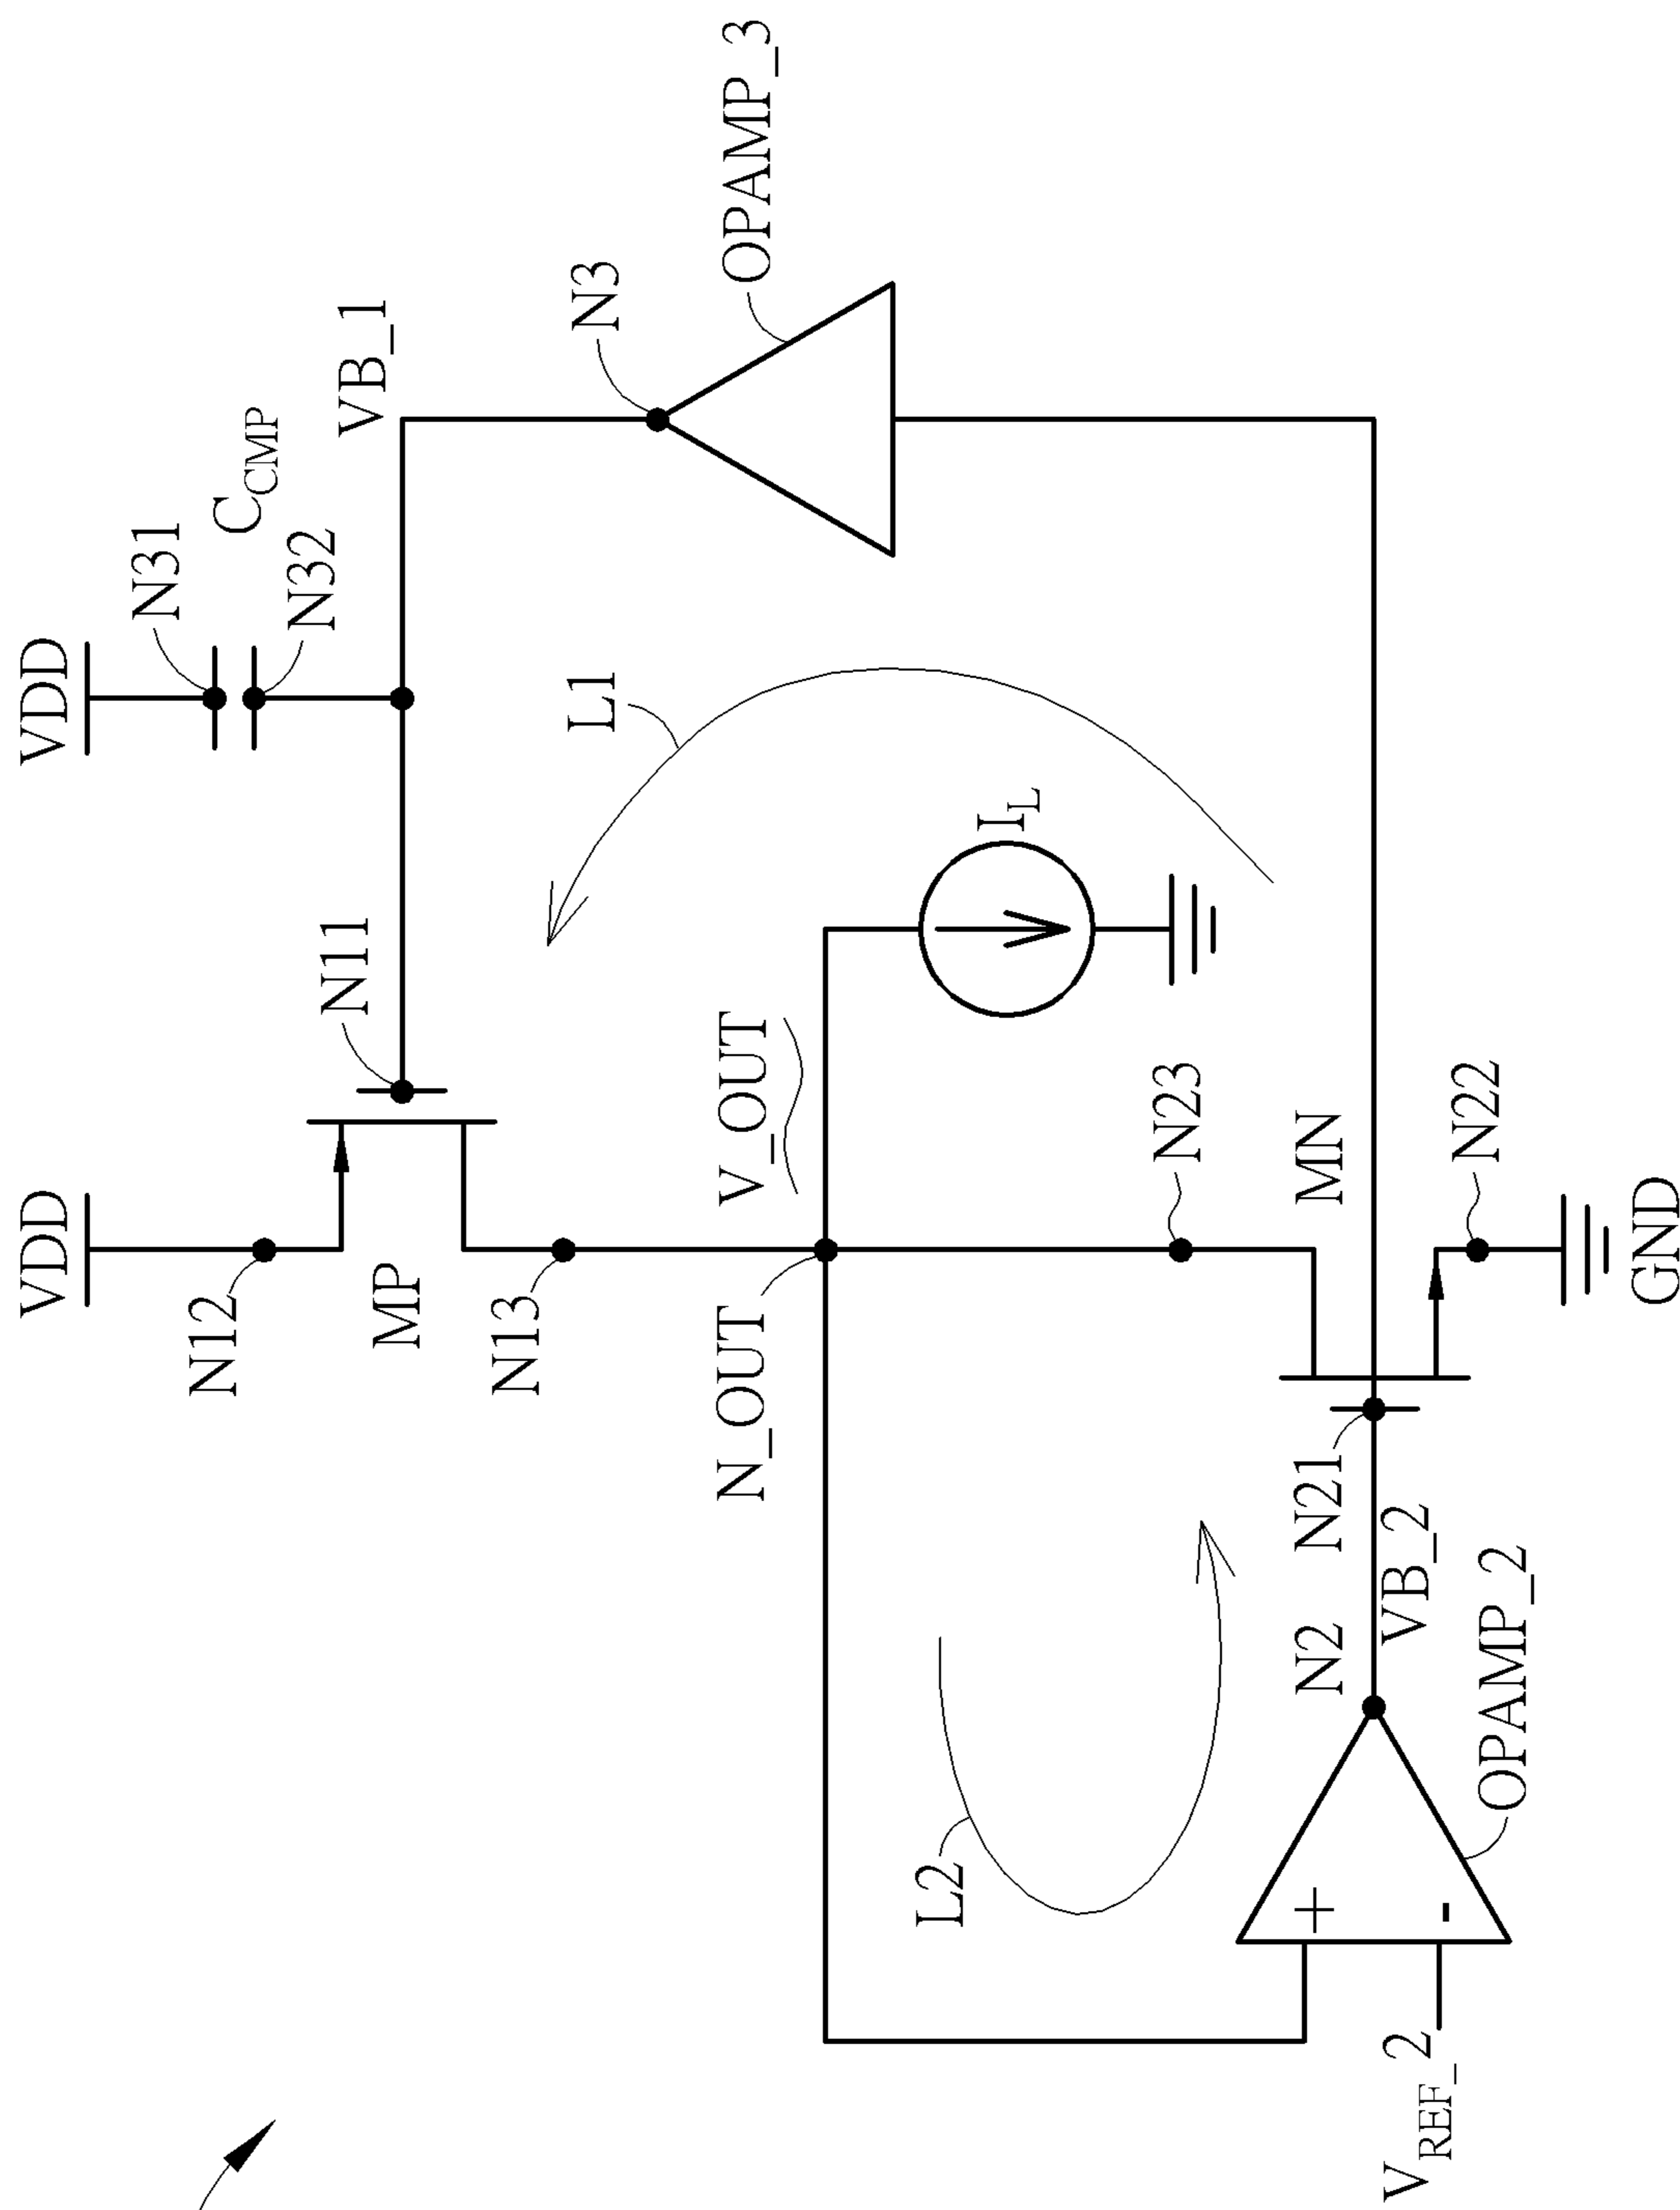 VDD
VDD
N31
C_CMP
N32
VB_1
N12
N11
MP
N3
N13
L1
OPAMP_3
N_OUT
V_OUT
I_L
L2
N23
N2
N21
MN
VB_2
N22
V_REF_2
OPAMP_2
GND
+
-